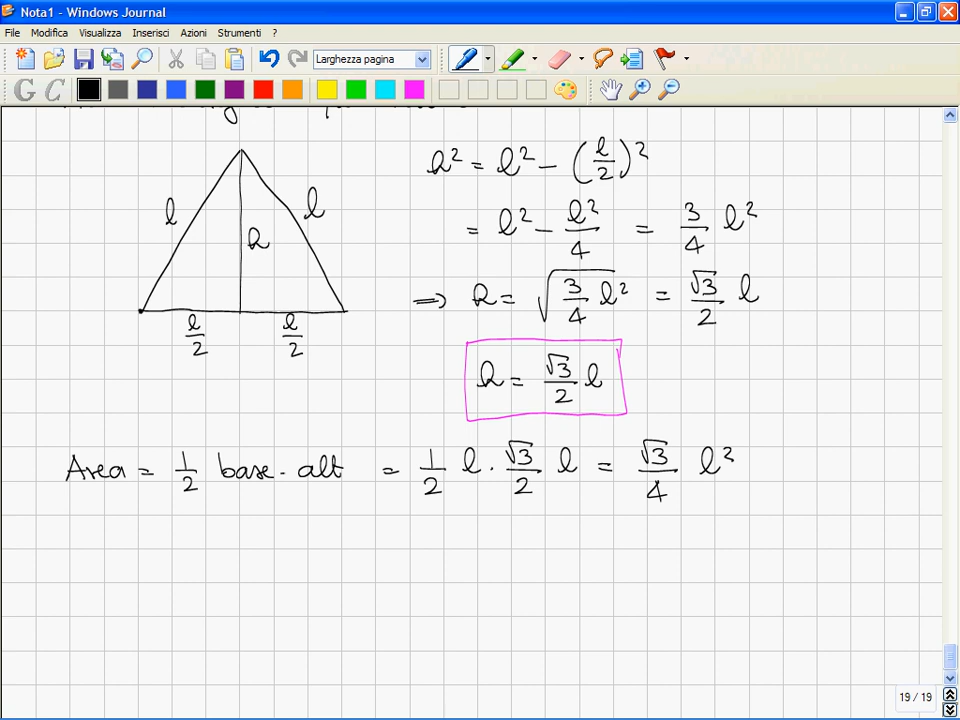 Nota1 - Windows Journal
File Modifica Visualizza Inserisci Azioni Strumenti ?
Larghezza pagina
G C
l l
h
l/2 l/2
h² = l² - (l/2)²
= l² - l²/4 = 3/4 l²
⇒ h = √(3/4 l²) = √3/2 l
h = √3/2 l
Area = 1/2 base · alt = 1/2 l · √3/2 l = √3/4 l²
19 / 19